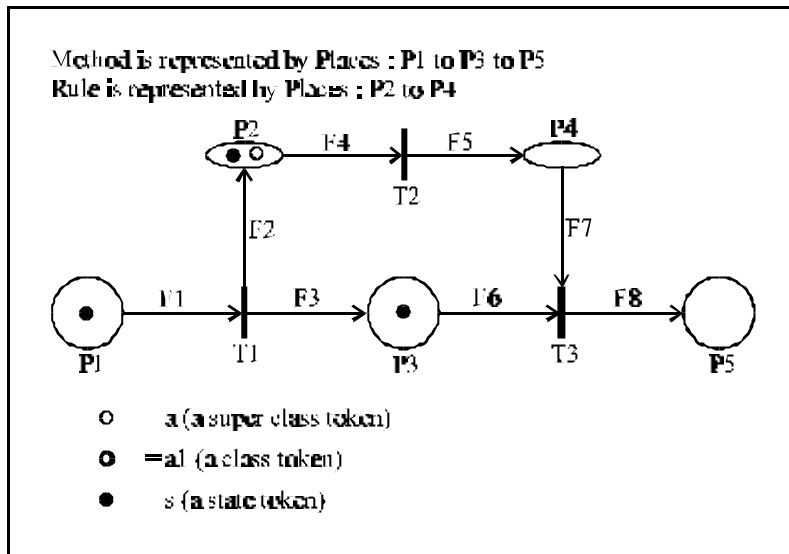 Method is represented by Places : P1 to P3 to P5
Rule is represented by Places : P2 to P4
P2 F4 F5 P4
T2
F2 F7
F1 F3 F6 F8
P1 T1 P3 T3 P5
a (a super class token)
=a1 (a class token)
s (a state token)